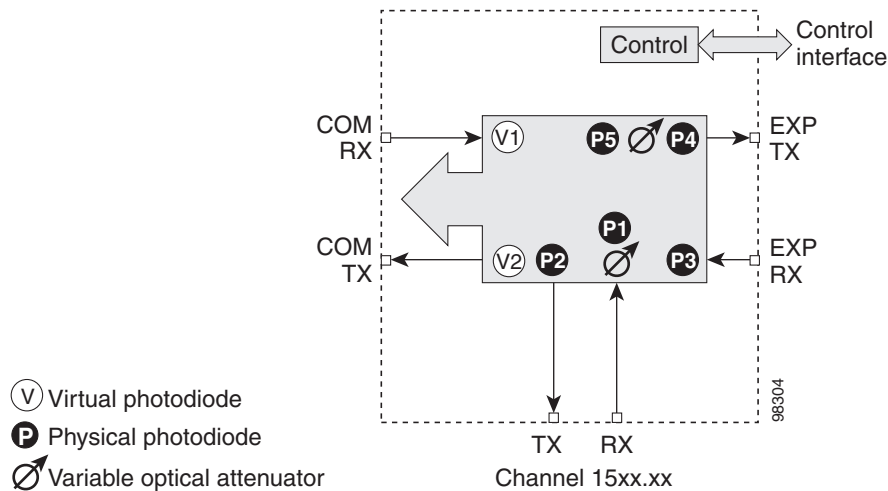 Control
Control
interface
COM
RX
V1
P5
P4
EXP
TX
P1
COM
TX
V2
P2
P3
EXP
RX
98304
V Virtual photodiode
P Physical photodiode
Variable optical attenuator
TX RX
Channel 15xx.xx